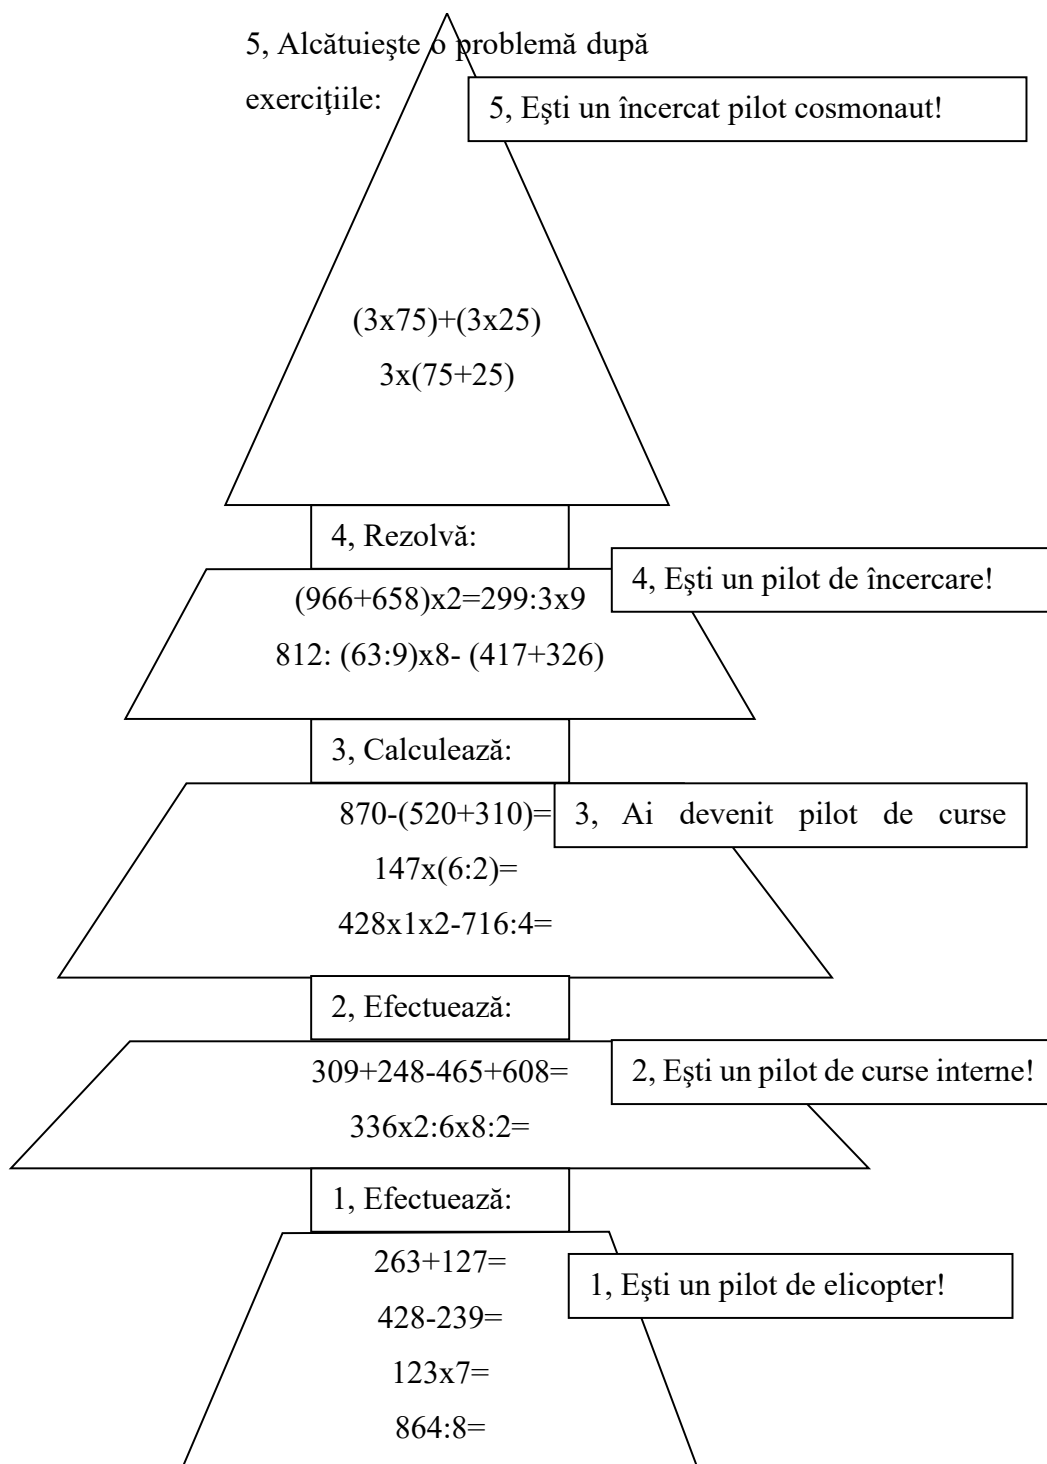 5, Alcătuieşte o problemă după
exerciţiile:
5, Eşti un încercat pilot cosmonaut!
(3x75)+(3x25)
3x(75+25)
4, Rezolvă:
4, Eşti un pilot de încercare!
(966+658)x2=299:3x9
812: (63:9)x8- (417+326)
3, Calculează:
870-(520+310)=
3, Ai devenit pilot de curse
147x(6:2)=
428x1x2-716:4=
2, Efectuează:
309+248-465+608=
2, Eşti un pilot de curse interne!
336x2:6x8:2=
1, Efectuează:
263+127=
1, Eşti un pilot de elicopter!
428-239=
123x7=
864:8=